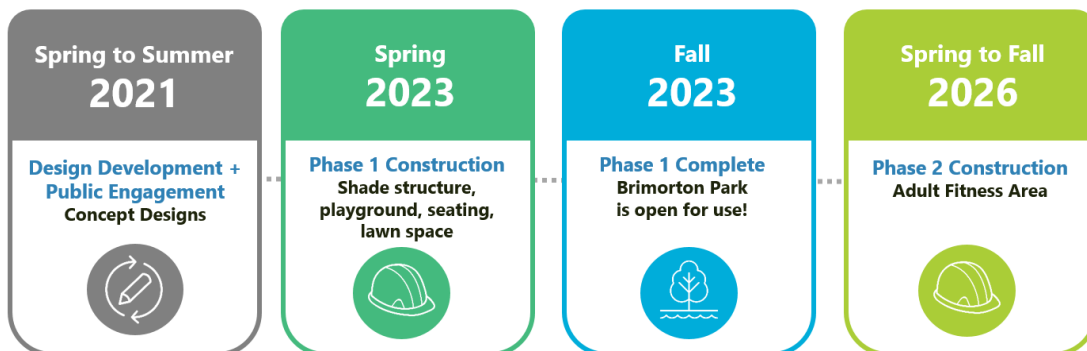 Spring to Summer
2021
Design Development +
Public Engagement
Concept Designs
Spring
2023
Phase 1 Construction
Shade structure,
playground, seating,
lawn space
Fall
2023
Phase 1 Complete
Brimorton Park
is open for use!
Spring to Fall
2026
Phase 2 Construction
Adult Fitness Area